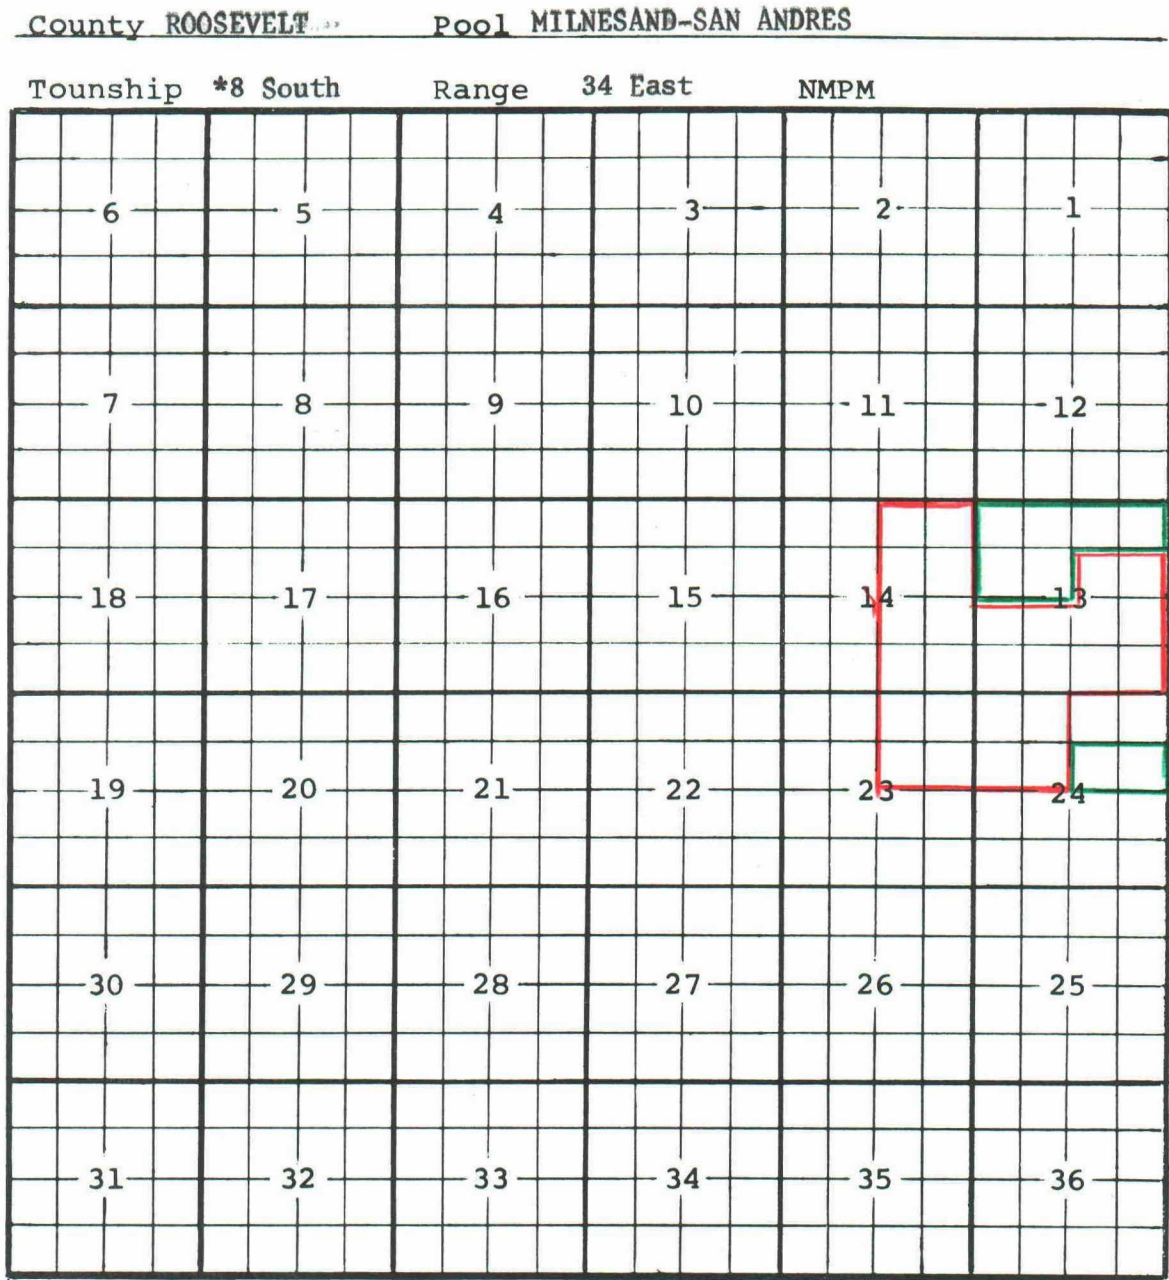 County ROOSEVELT Pool MILNESAND-SAN ANDRES
Township *8 South Range 34 East NMPM
6 5 4 3 2 1
7 8 9 10 11 12
18 17 16 15 14 13
19 20 21 22 23 24
30 29 28 27 26 25
31 32 33 34 35 36